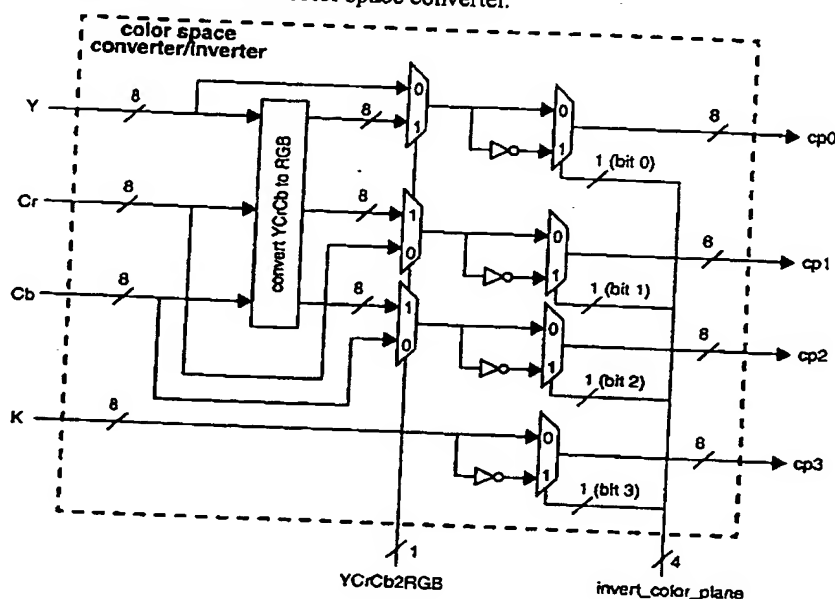 color space converter.
color space
converter/inverter
Y
8
0
1
8
0
1
8
cp0
1 (bit 0)
convert YCrCb to RGB
Cr
8
8
1
0
0
1
8
cp1
1 (bit 1)
Cb
8
8
1
0
0
1
8
cp2
1 (bit 2)
K
8
0
1
8
cp3
1 (bit 3)
1
YCrCb2RGB
4
invert_color_plane